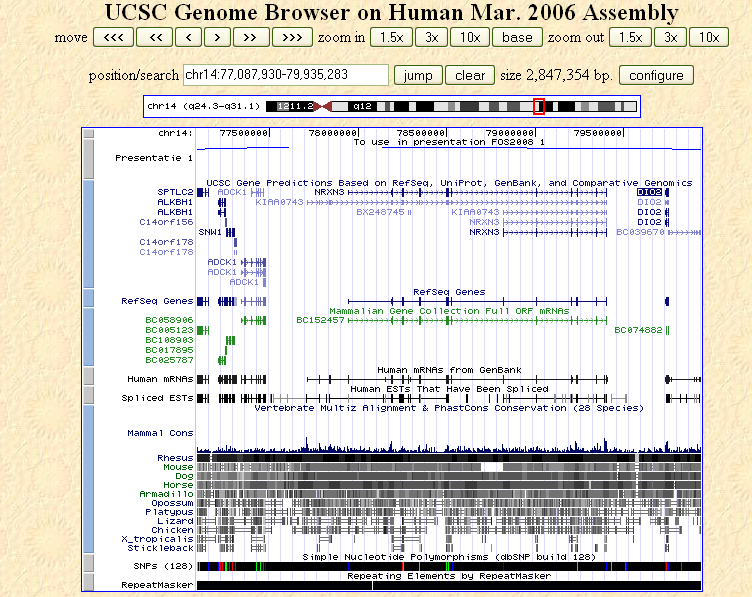 UCSC Genome Browser on Human Mar. 2006 Assembly
move <<< << < > >> >>> zoom in 1.5x 3x 10x base zoom out 1.5x 3x 10x
position/search chr14:77,087,930-79,935,283 jump clear size 2,847,354 bp. configure
chr14 (q24.3-q31.1) 1211.2 q12
chr14: 77500000 78000000 78500000 79000000 79500000
To use in presentation FOS2008 1
Presentatie 1
UCSC Gene Predictions Based on RefSeq, UniProt, GenBank, and Comparative Genomics
SPTLC2 ADCK1 NRXN3 DIO2
ALKBH1 KIAA0743 DIO2
ALKBH1 BX248745 KIAA0743 DIO2
C14orf156 NRXN3 DIO2
SNW1 NRXN3 BC039670
C14orf178
C14orf178
ADCK1
ADCK1
ADCK1
RefSeq Genes
RefSeq Genes
Mammalian Gene Collection Full ORF mRNAs
BC058906 BC152457
BC005123 BC074882
BC108903
BC017895
BC025787
Human mRNAs from GenBank
Human mRNAs
Human ESTs That Have Been Spliced
Spliced ESTs
Vertebrate Multiz Alignment & PhastCons Conservation (28 Species)
Mammal Cons
Rhesus
Mouse
Dog
Horse
Armadillo
Opossum
Platypus
Lizard
Chicken
X_tropicalis
Stickleback
Simple Nucleotide Polymorphisms (dbSNP build 128)
SNPs (128)
Repeating Elements by RepeatMasker
RepeatMasker